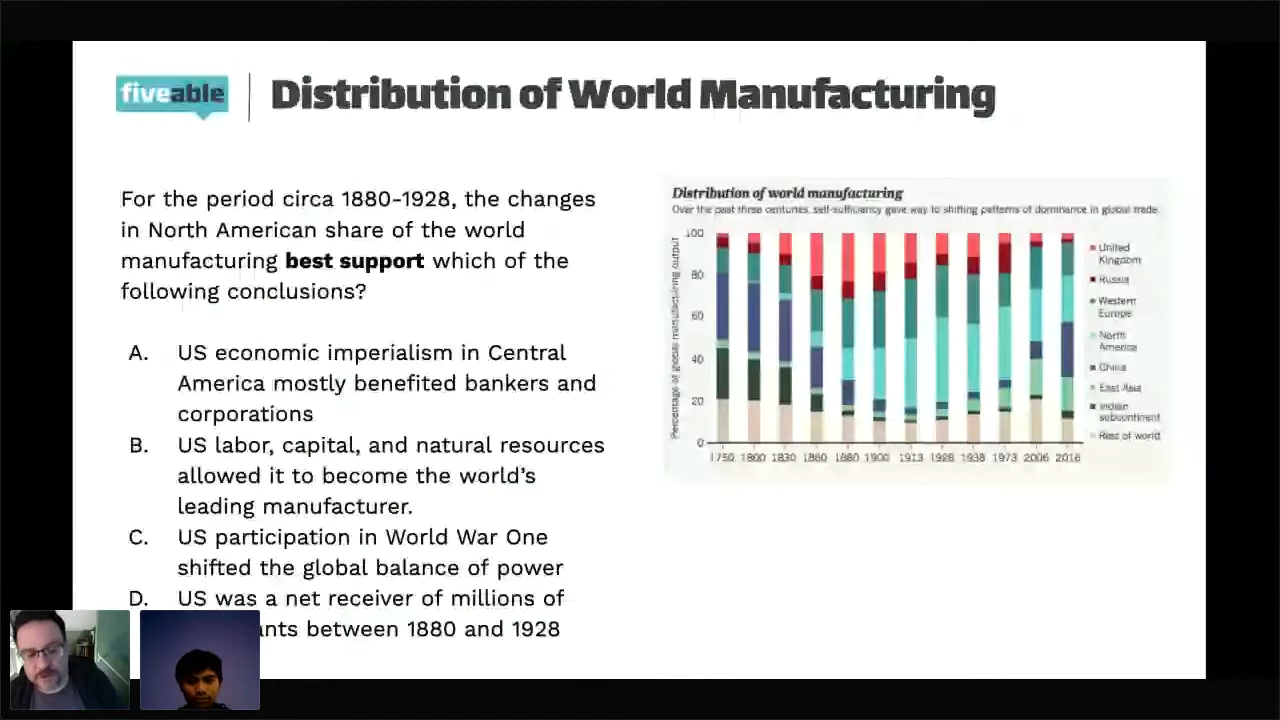 fiveable
Distribution of World Manufacturing
For the period circa 1880-1928, the changes
in North American share of the world
manufacturing best support which of the
following conclusions?
A. US economic imperialism in Central
America mostly benefited bankers and
corporations
B. US labor, capital, and natural resources
allowed it to become the world's
leading manufacturer.
C. US participation in World War One
shifted the global balance of power
D. US was a net receiver of millions of
between 1880 and 1928
Distribution of world manufacturing
Over the past three centuries, self-sufficiency gave way to shifting patterns of dominance in global trade.
Percentage of global manufacturing output
100
80
60
40
20
0
1750 1800 1830 1860 1880 1900 1913 1928 1938 1973 2006 2016
United
Kingdom
Russia
Western
Europe
North
America
China
East Asia
Indian
subcontinent
Rest of world